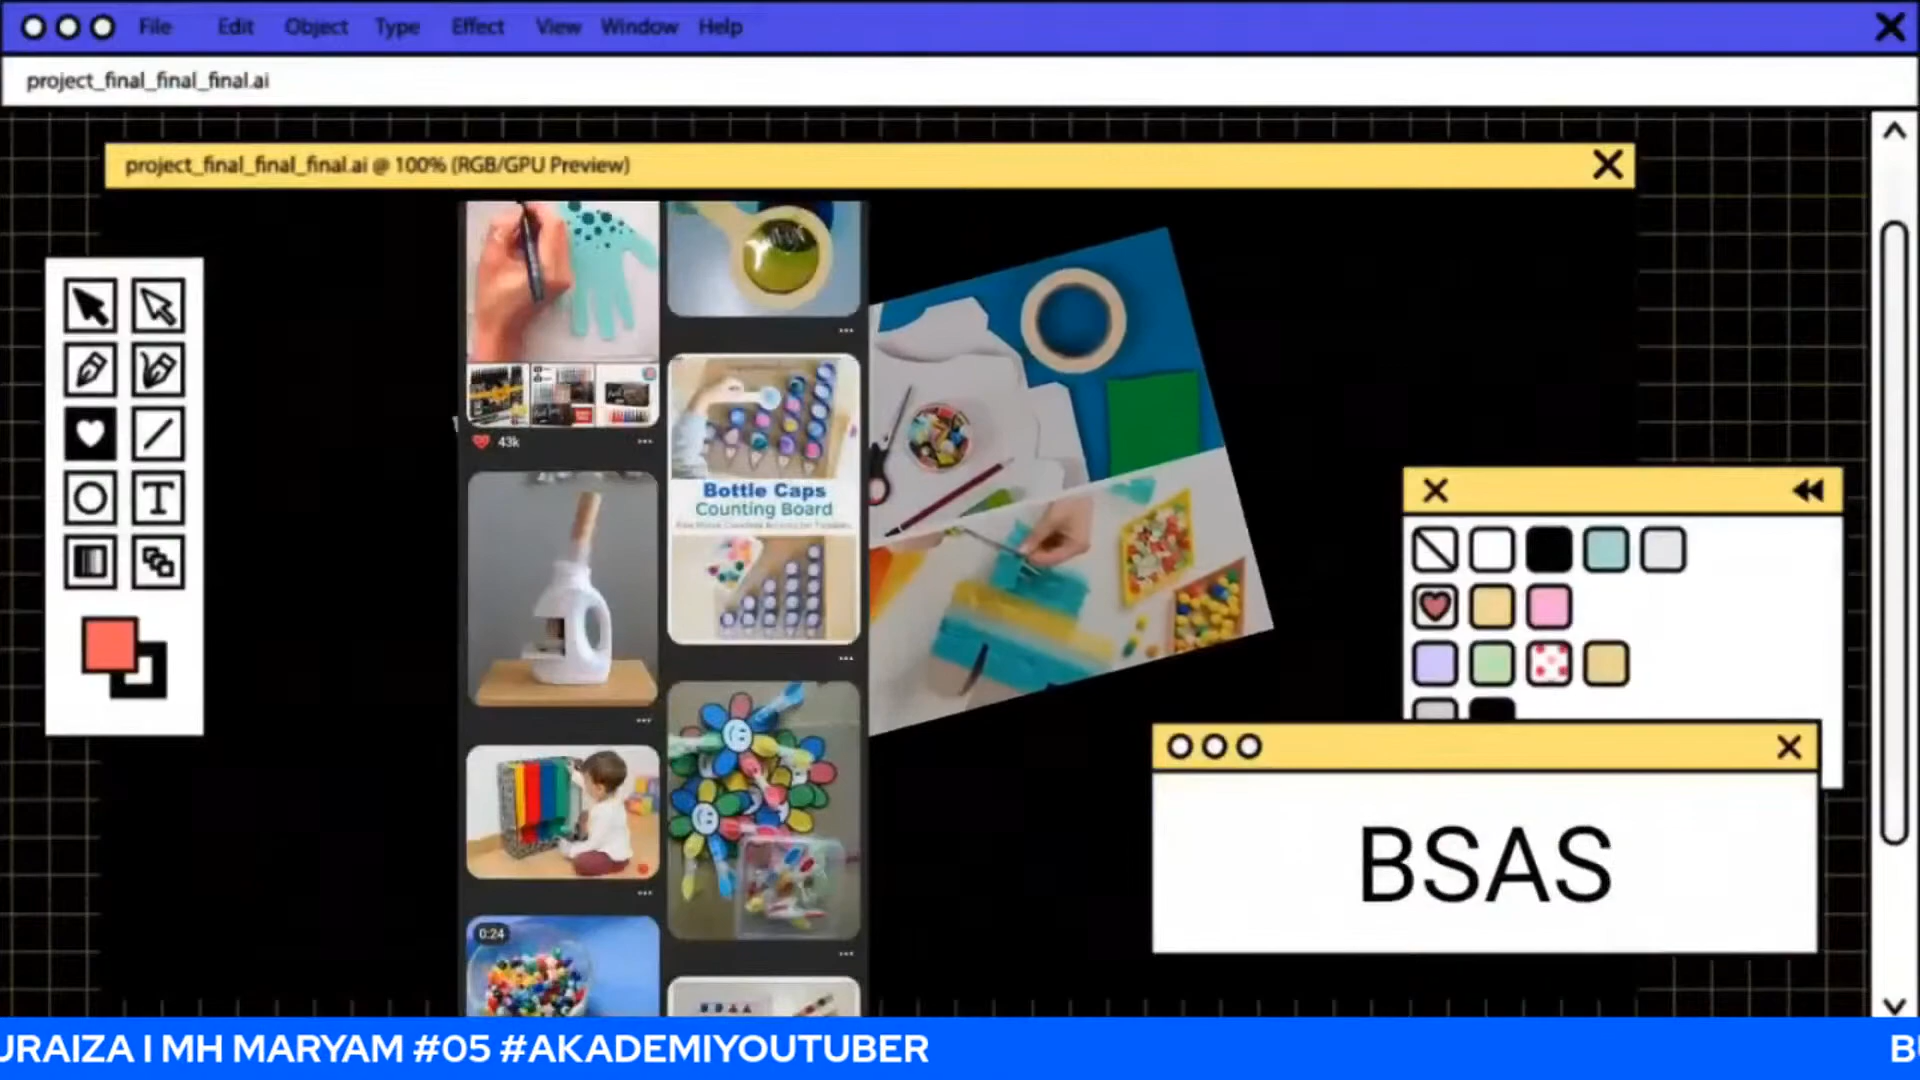 File Edit Object Type Effect View Window Help
project_final_final_final.ai
project_final_final_final.ai @ 100% (RGB/GPU Preview)
43k
Bottle Caps
Counting Board
0:24
T
BSAS
URAIZA I MH MARYAM #05 #AKADEMIYOUTUBER